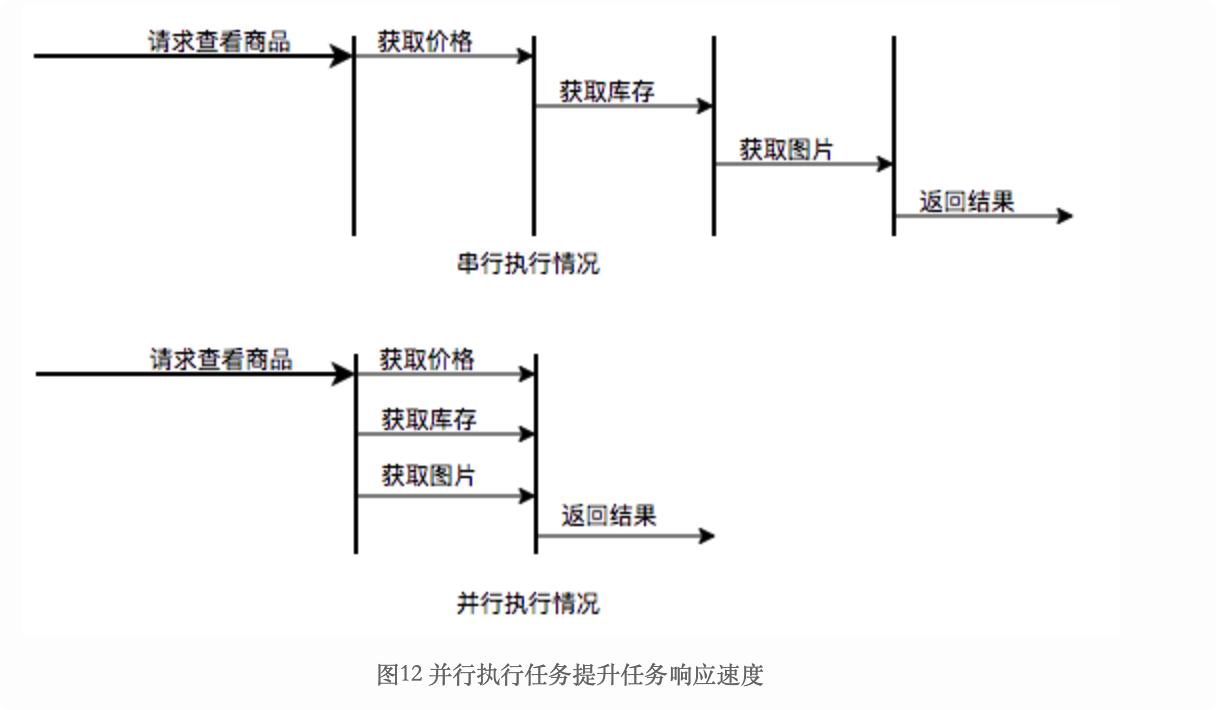 请求查看商品
获取价格
获取库存
获取图片
返回结果
串行执行情况
请求查看商品
获取价格
获取库存
获取图片
返回结果
并行执行情况
图12 并行执行任务提升任务响应速度